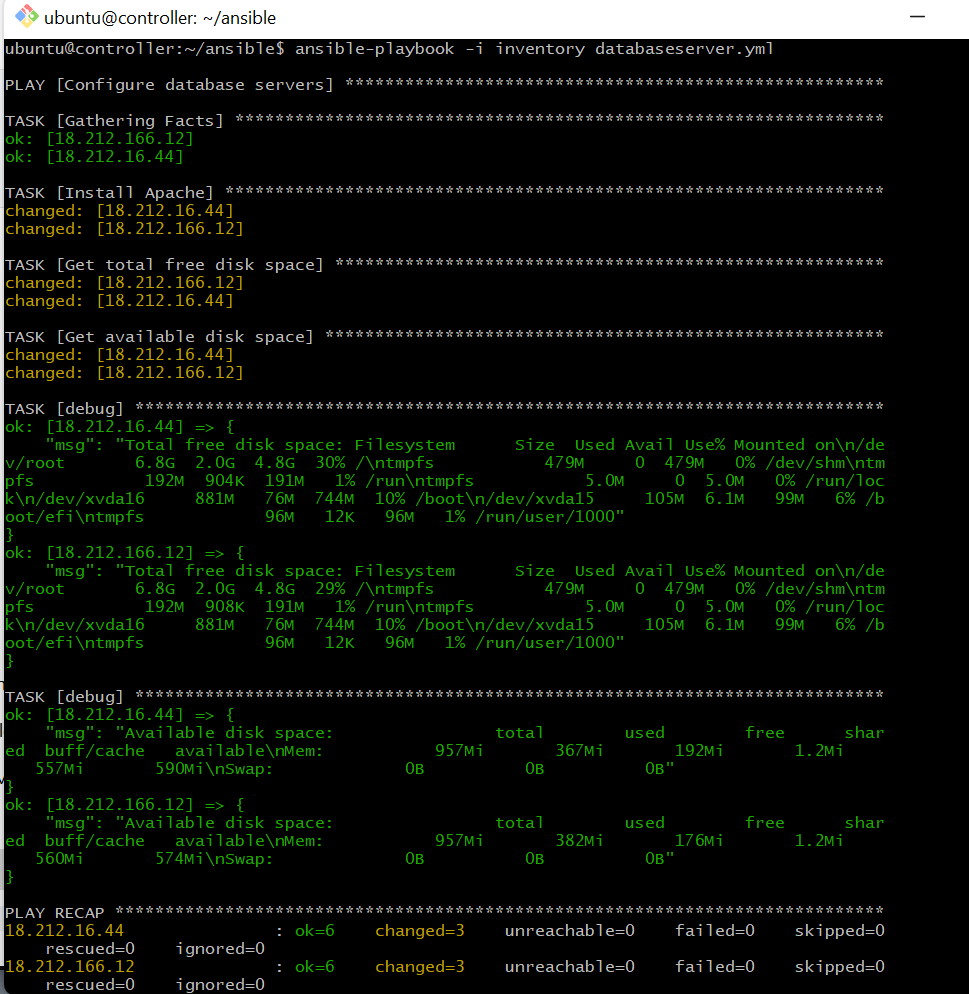 ubuntu@controller: ~/ansible
ubuntu@controller:~/ansible$ ansible-playbook -i inventory databaseserver.yml
PLAY [Configure database servers] ******************************************************
TASK [Gathering Facts] *****************************************************************
ok: [18.212.166.12]
ok: [18.212.16.44]
TASK [Install Apache] ******************************************************************
changed: [18.212.16.44]
changed: [18.212.166.12]
TASK [Get total free disk space] *******************************************************
changed: [18.212.166.12]
changed: [18.212.16.44]
TASK [Get available disk space] ********************************************************
changed: [18.212.16.44]
changed: [18.212.166.12]
TASK [debug] ***************************************************************************
ok: [18.212.16.44] => {
    "msg": "Total free disk space: Filesystem      Size  Used Avail Use% Mounted on\n/de
v/root       6.8G  2.0G  4.8G  30% /\ntmpfs           479M     0  479M   0% /dev/shm\ntm
pfs           192M  904K  191M   1% /run\ntmpfs           5.0M     0  5.0M   0% /run/loc
k\n/dev/xvda16     881M   76M  744M  10% /boot\n/dev/xvda15     105M  6.1M   99M   6% /b
oot/efi\ntmpfs            96M   12K   96M   1% /run/user/1000"
}
ok: [18.212.166.12] => {
    "msg": "Total free disk space: Filesystem      Size  Used Avail Use% Mounted on\n/de
v/root       6.8G  2.0G  4.8G  29% /\ntmpfs           479M     0  479M   0% /dev/shm\ntm
pfs           192M  908K  191M   1% /run\ntmpfs           5.0M     0  5.0M   0% /run/loc
k\n/dev/xvda16     881M   76M  744M  10% /boot\n/dev/xvda15     105M  6.1M   99M   6% /b
oot/efi\ntmpfs            96M   12K   96M   1% /run/user/1000"
}
TASK [debug] ***************************************************************************
ok: [18.212.16.44] => {
    "msg": "Available disk space:                total        used        free      shar
ed  buff/cache   available\nMem:           957Mi       367Mi       192Mi       1.2Mi
   557Mi       590Mi\nSwap:             0B          0B          0B"
}
ok: [18.212.166.12] => {
    "msg": "Available disk space:                total        used        free      shar
ed  buff/cache   available\nMem:           957Mi       382Mi       176Mi       1.2Mi
   560Mi       574Mi\nSwap:             0B          0B          0B"
}
PLAY RECAP *****************************************************************************
18.212.16.44               : ok=6    changed=3    unreachable=0    failed=0    skipped=0
    rescued=0    ignored=0
18.212.166.12              : ok=6    changed=3    unreachable=0    failed=0    skipped=0
    rescued=0    ignored=0